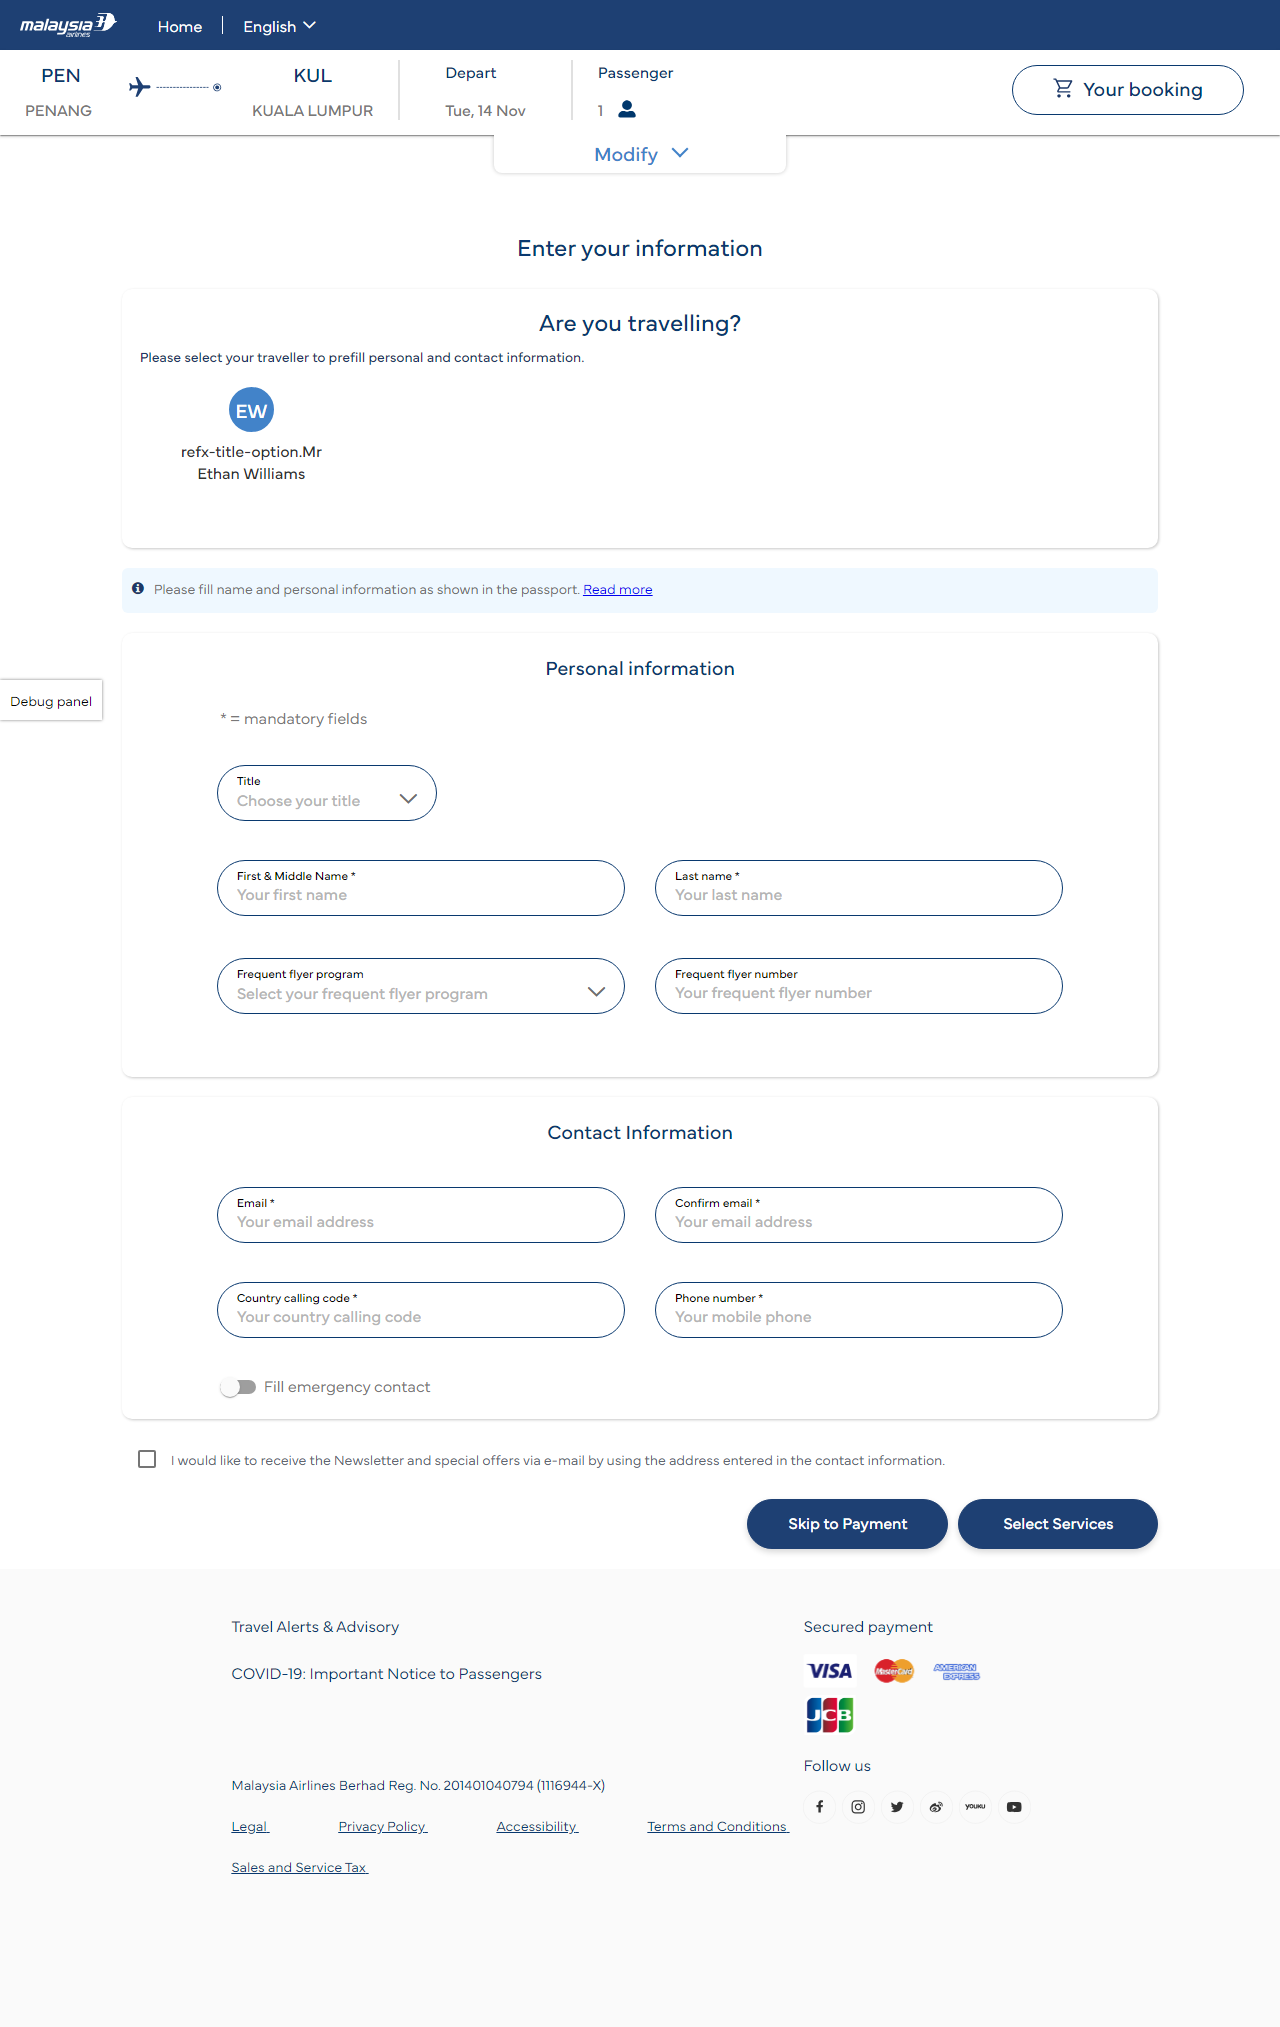 malaysia airlines
Home
English
PEN
PENANG
KUL
KUALA LUMPUR
Depart
Tue, 14 Nov
Passenger
1
Your booking
Modify
Enter your information
Are you travelling?
Please select your traveller to prefill personal and contact information.
EW
refx-title-option.Mr
Ethan Williams
Please fill name and personal information as shown in the passport. Read more
Personal information
Debug panel
* = mandatory fields
Title
Choose your title
First & Middle Name *
Your first name
Last name *
Your last name
Frequent flyer program
Select your frequent flyer program
Frequent flyer number
Your frequent flyer number
Contact Information
Email *
Your email address
Confirm email *
Your email address
Country calling code *
Your country calling code
Phone number *
Your mobile phone
Fill emergency contact
I would like to receive the Newsletter and special offers via e-mail by using the address entered in the contact information.
Skip to Payment
Select Services
Travel Alerts & Advisory
COVID-19: Important Notice to Passengers
Secured payment
VISA
MasterCard
AMERICAN EXPRESS
JCB
Follow us
YOUKU
Malaysia Airlines Berhad Reg. No. 201401040794 (1116944-X)
Legal
Privacy Policy
Accessibility
Terms and Conditions
Sales and Service Tax